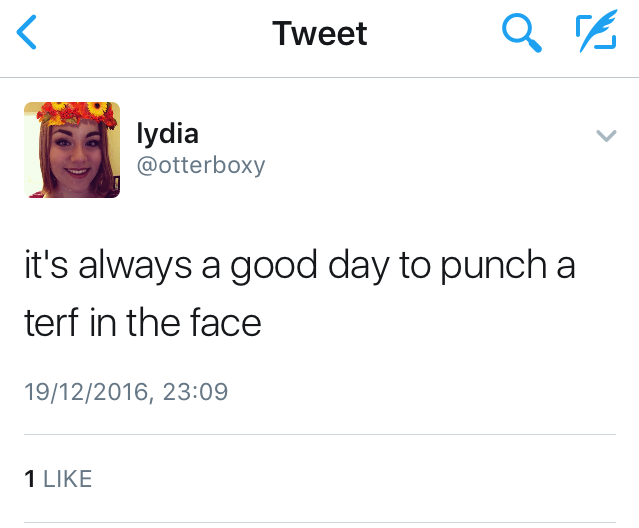 Tweet
lydia
@otterboxy
it's always a good day to punch a
terf in the face
19/12/2016, 23:09
1 LIKE